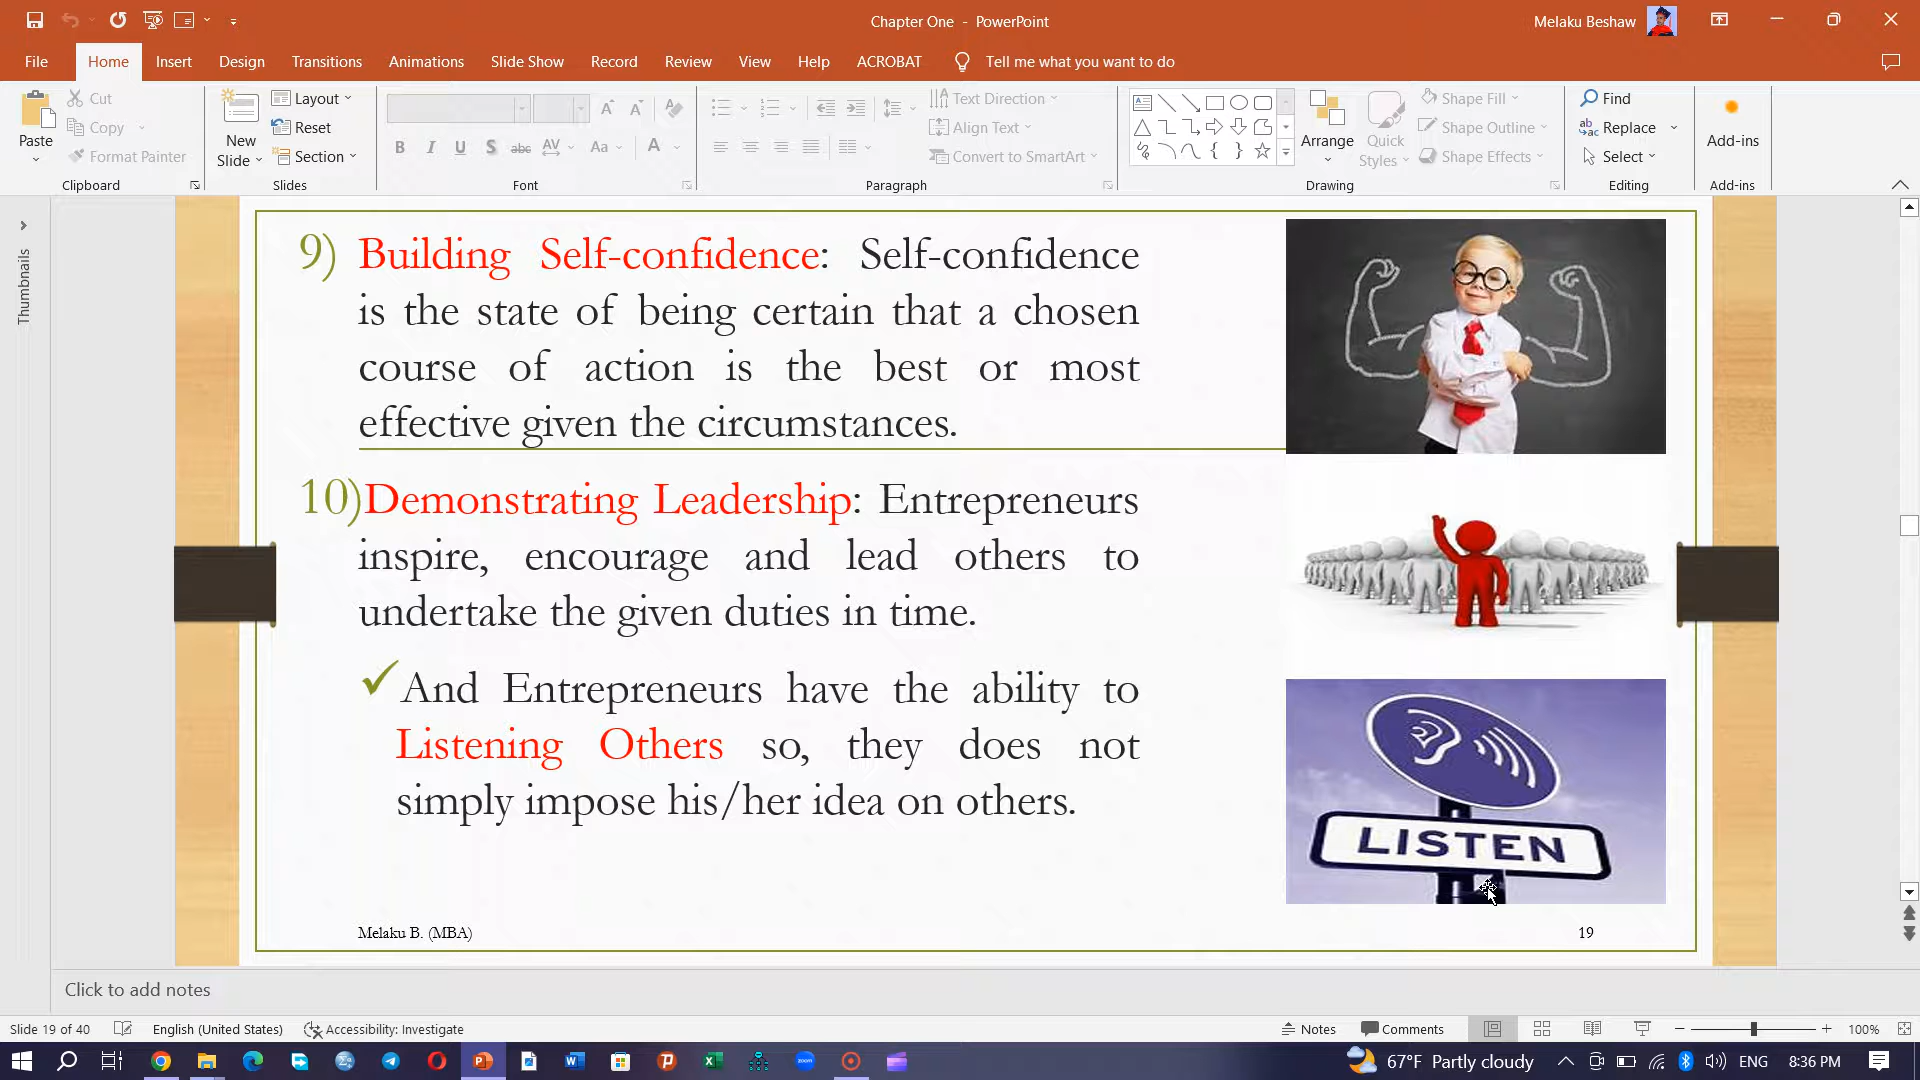 Chapter One - PowerPoint
Melaku Beshaw
File Home Insert Design Transitions Animations Slide Show Record Review View Help ACROBAT Tell me what you want to do
Paste
Cut
Copy
Format Painter
Clipboard
New
Slide
Layout
Reset
Section
Slides
B I U S abc AV Aa A
Font
Text Direction
Align Text
Convert to SmartArt
Paragraph
Arrange
Quick
Styles
Shape Fill
Shape Outline
Shape Effects
Drawing
Find
Replace
Select
Editing
Add-ins
Add-ins
Thumbnails
9) Building Self-confidence: Self-confidence
is the state of being certain that a chosen
course of action is the best or most
effective given the circumstances.
10)Demonstrating Leadership: Entrepreneurs
inspire, encourage and lead others to
undertake the given duties in time.
✓And Entrepreneurs have the ability to
Listening Others so, they does not
simply impose his/her idea on others.
LISTEN
Melaku B. (MBA)
19
Click to add notes
Slide 19 of 40 English (United States) Accessibility: Investigate Notes Comments 100%
67°F Partly cloudy ENG 8:36 PM